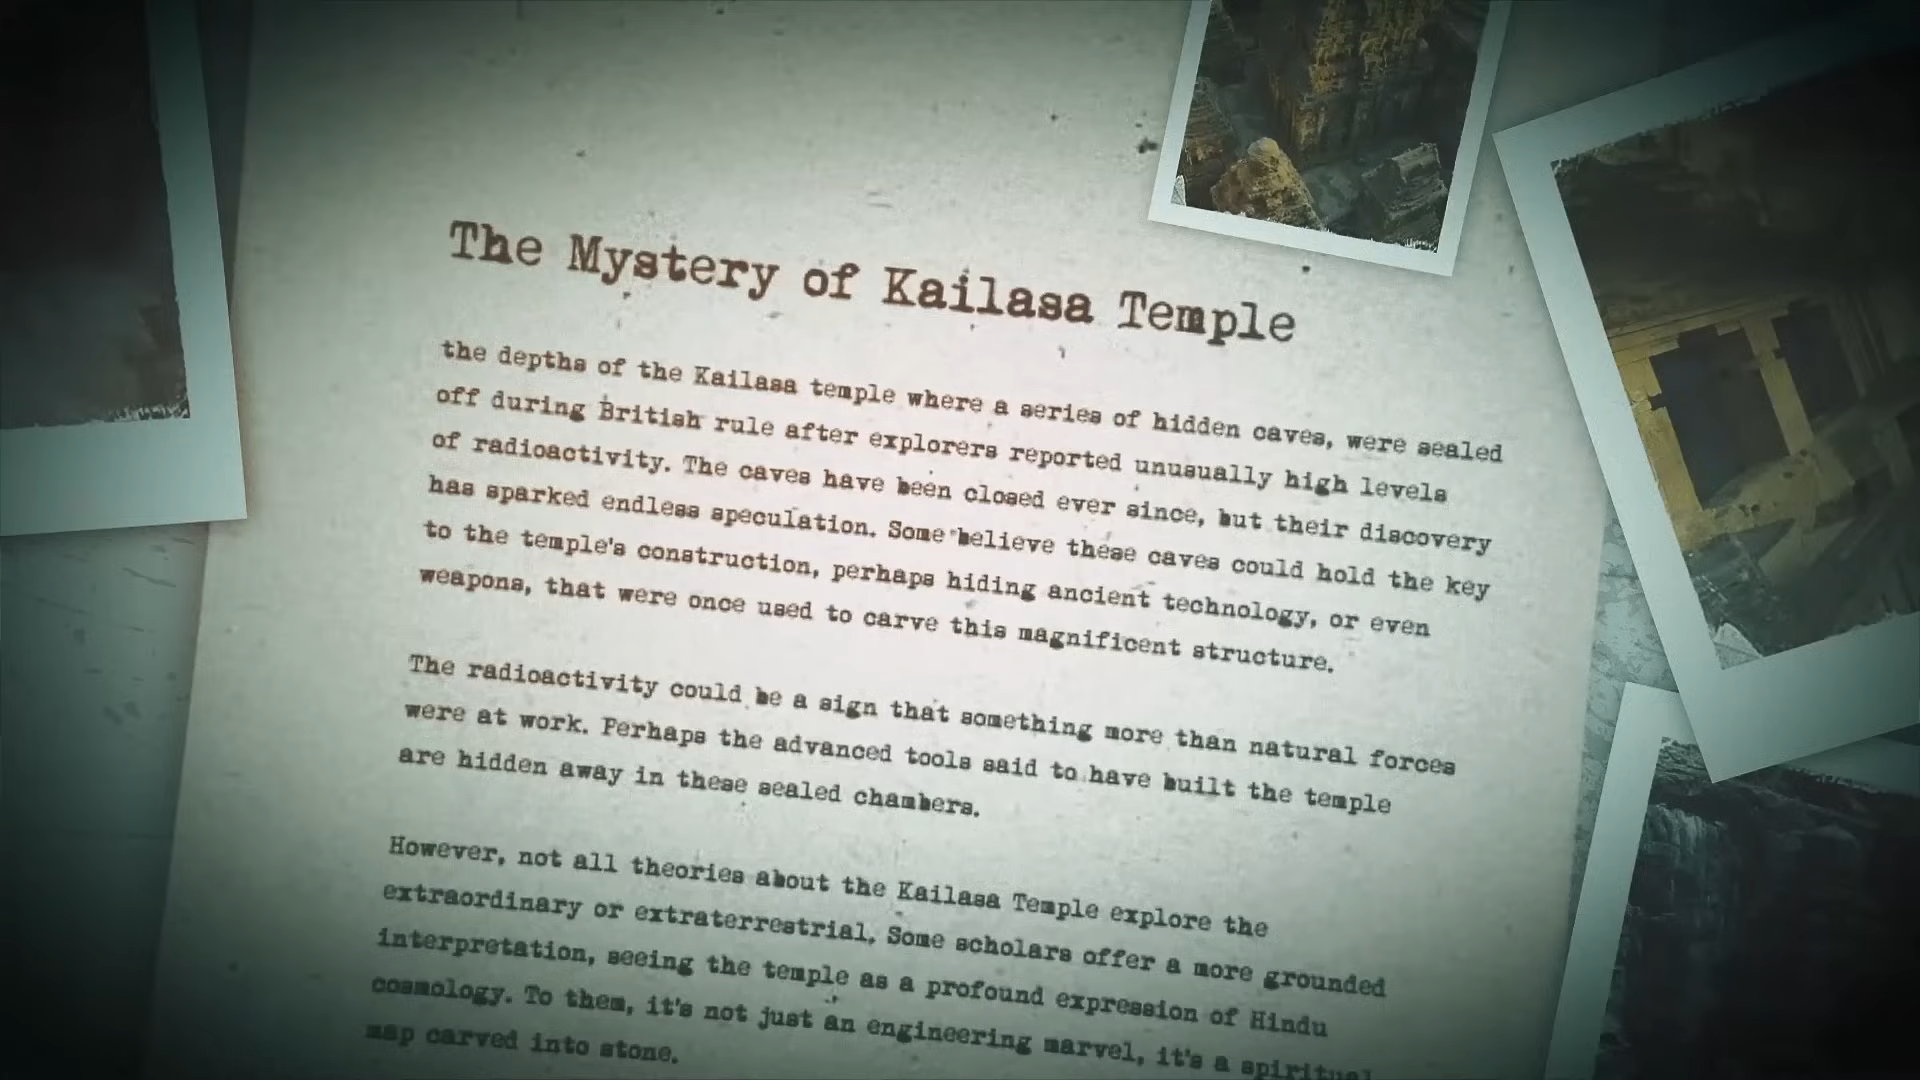 The Mystery of Kailasa Temple
the depths of the Kailasa temple where a series of hidden caves, were sealed
off during British rule after explorers reported unusually high levels
of radioactivity. The caves have been closed ever since, but their discovery
has sparked endless speculation. Some believe these caves could hold the key
to the temple's construction, perhaps hiding ancient technology, or even
weapons, that were once used to carve this magnificent structure.
The radioactivity could be a sign that something more than natural forces
were at work. Perhaps the advanced tools said to have built the temple
are hidden away in these sealed chambers.
However, not all theories about the Kailasa Temple explore the
extraordinary or extraterrestrial. Some scholars offer a more grounded
interpretation, seeing the temple as a profound expression of Hindu
cosmology. To them, it's not just an engineering marvel, it's a spiritual
map carved into stone.